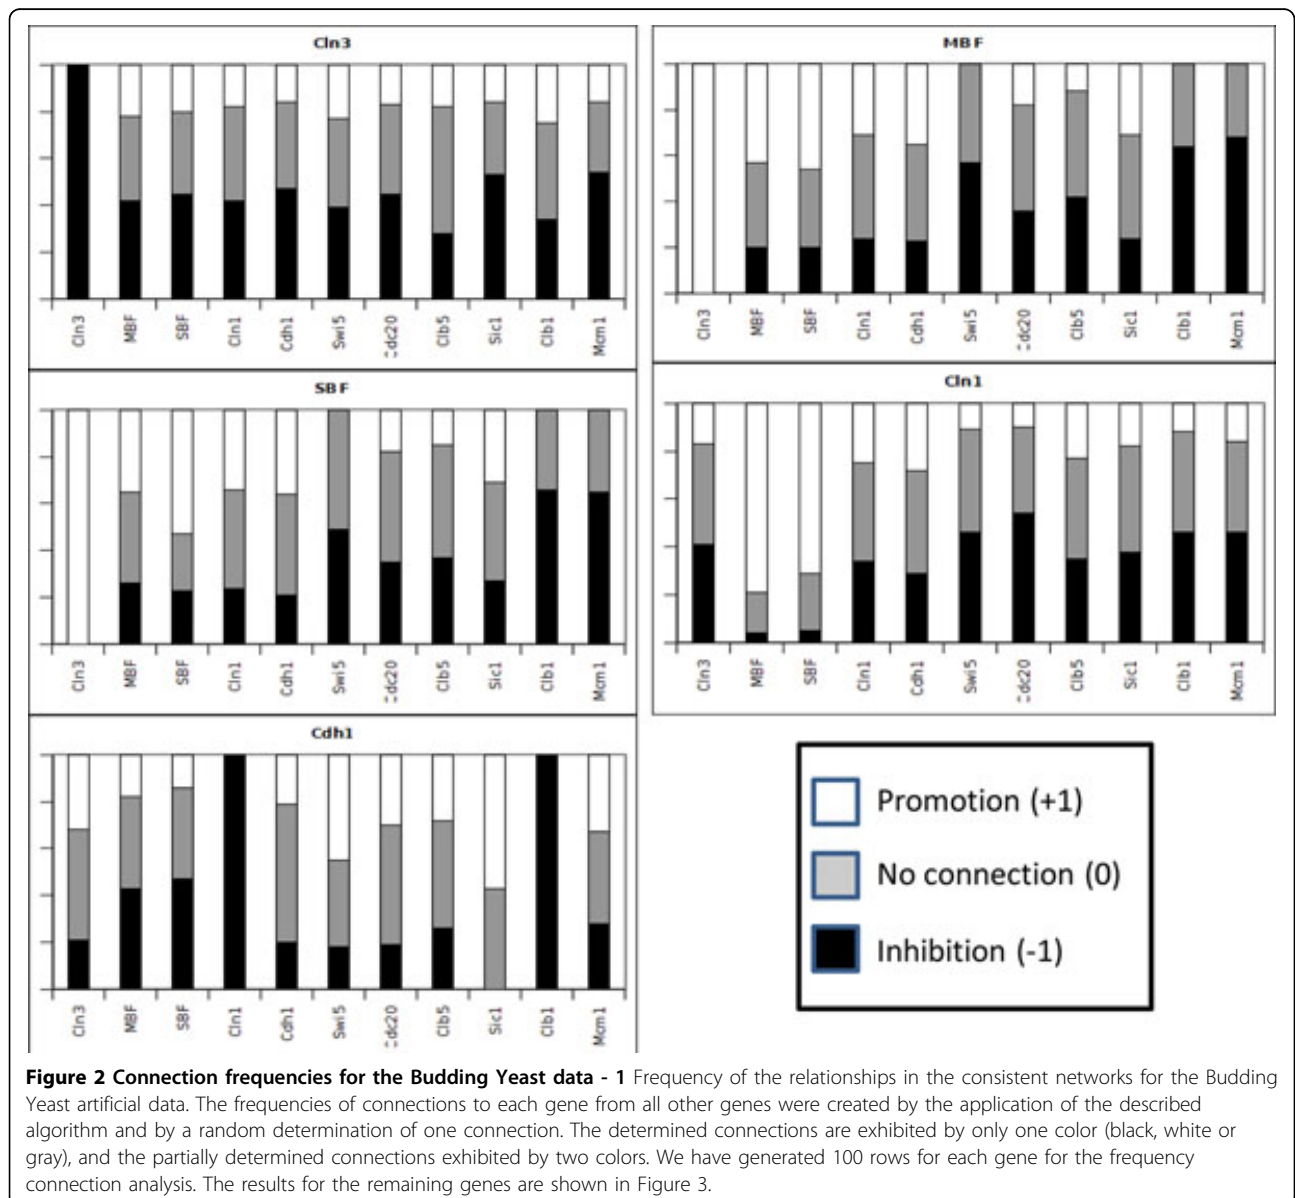 Cln3
Cln3 MBF SBF Cln1 Cdh1 Swi5 Cdc20 Clb5 Sic1 Clb1 Mcm1
MBF
Cln3 MBF SBF Cln1 Cdh1 Swi5 Cdc20 Clb5 Sic1 Clb1 Mcm1
SBF
Cln3 MBF SBF Cln1 Cdh1 Swi5 Cdc20 Clb5 Sic1 Clb1 Mcm1
Cln1
Cln3 MBF SBF Cln1 Cdh1 Swi5 Cdc20 Clb5 Sic1 Clb1 Mcm1
Cdh1
Cln3 MBF SBF Cln1 Cdh1 Swi5 Cdc20 Clb5 Sic1 Clb1 Mcm1
Promotion (+1)
No connection (0)
Inhibition (-1)
Figure 2 Connection frequencies for the Budding Yeast data - 1 Frequency of the relationships in the consistent networks for the Budding
Yeast artificial data. The frequencies of connections to each gene from all other genes were created by the application of the described
algorithm and by a random determination of one connection. The determined connections are exhibited by only one color (black, white or
gray), and the partially determined connections exhibited by two colors. We have generated 100 rows for each gene for the frequency
connection analysis. The results for the remaining genes are shown in Figure 3.